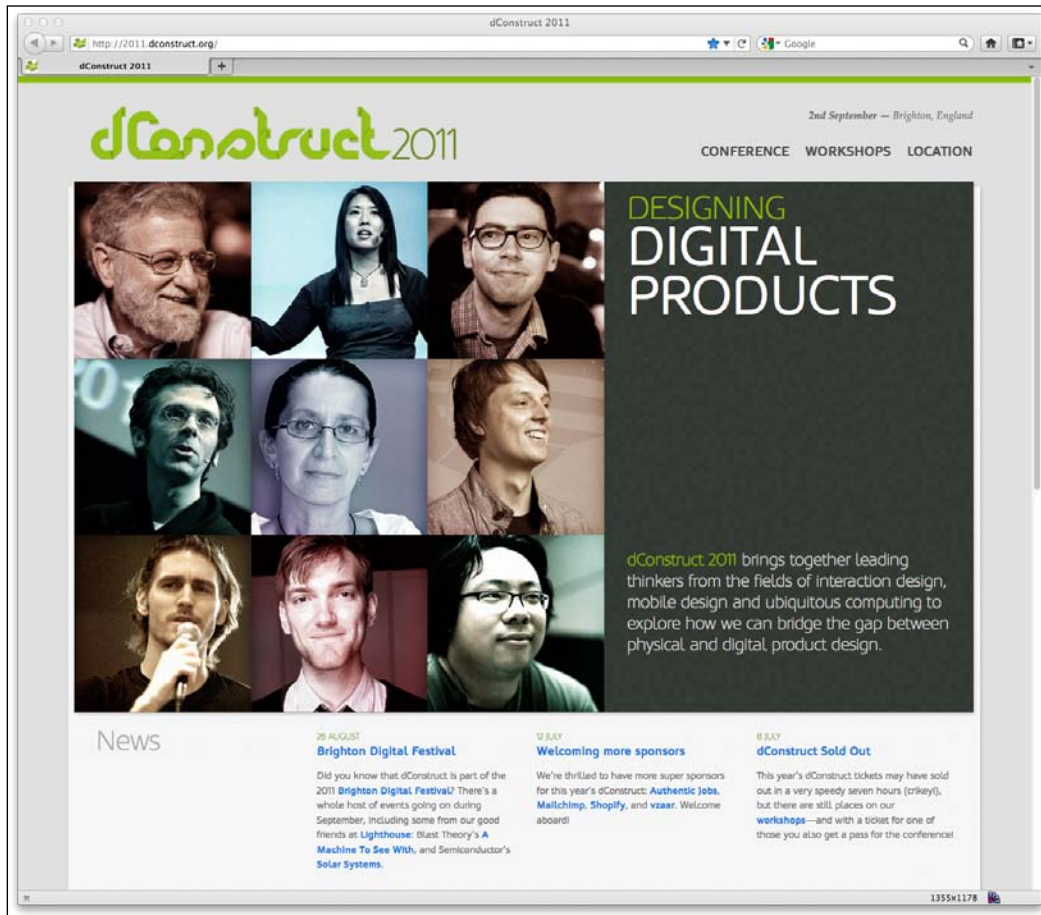 dConstruct 2011
http://2011.dconstruct.org/
Google
dConstruct 2011
dConstruct 2011
2nd September — Brighton, England
CONFERENCE WORKSHOPS LOCATION
DESIGNING
DIGITAL
PRODUCTS
201
dConstruct 2011 brings together leading
thinkers from the fields of interaction design,
mobile design and ubiquitous computing to
explore how we can bridge the gap between
physical and digital product design.
News
26 AUGUST
Brighton Digital Festival
Did you know that dConstruct is part of the
2011 Brighton Digital Festival? There's a
whole host of events going on during
September, including some from our good
friends at Lighthouse: Blast Theory's A
Machine To See With, and Semiconductor's
Solar Systems.
12 JULY
Welcoming more sponsors
We're thrilled to have more super sponsors
for this year's dConstruct: Authentic Jobs,
Mailchimp, Shopify, and vzaar. Welcome
aboard!
8 JULY
dConstruct Sold Out
This year's dConstruct tickets may have sold
out in a very speedy seven hours (crikey!),
but there are still places on our
workshops—and with a ticket for one of
those you also get a pass for the conference!
1355x1178